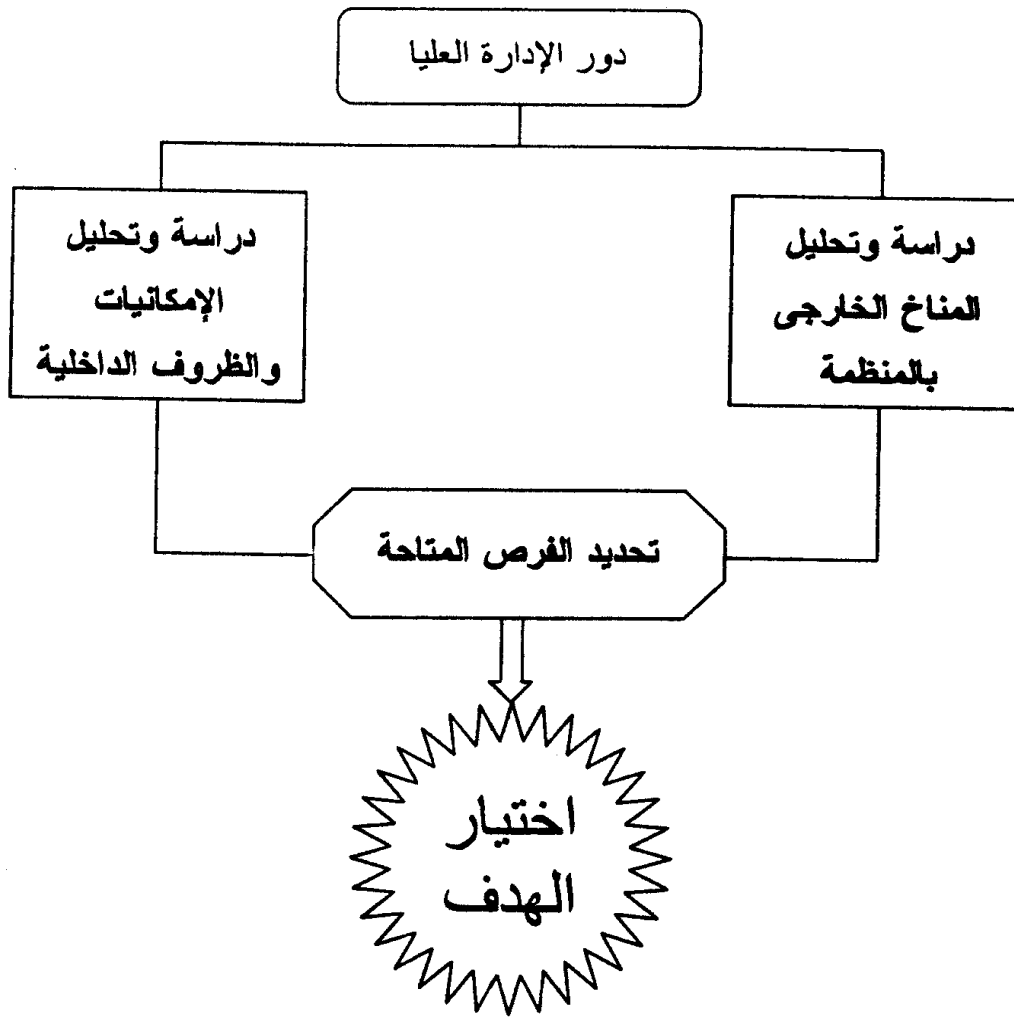 دور الإدارة العليا
دراسة وتحليل
المناخ الخارجى
بالمنظمة
دراسة وتحليل
الإمكانيات
والظروف الداخلية
تحديد الفرص المتاحة
اختيار
الهدف